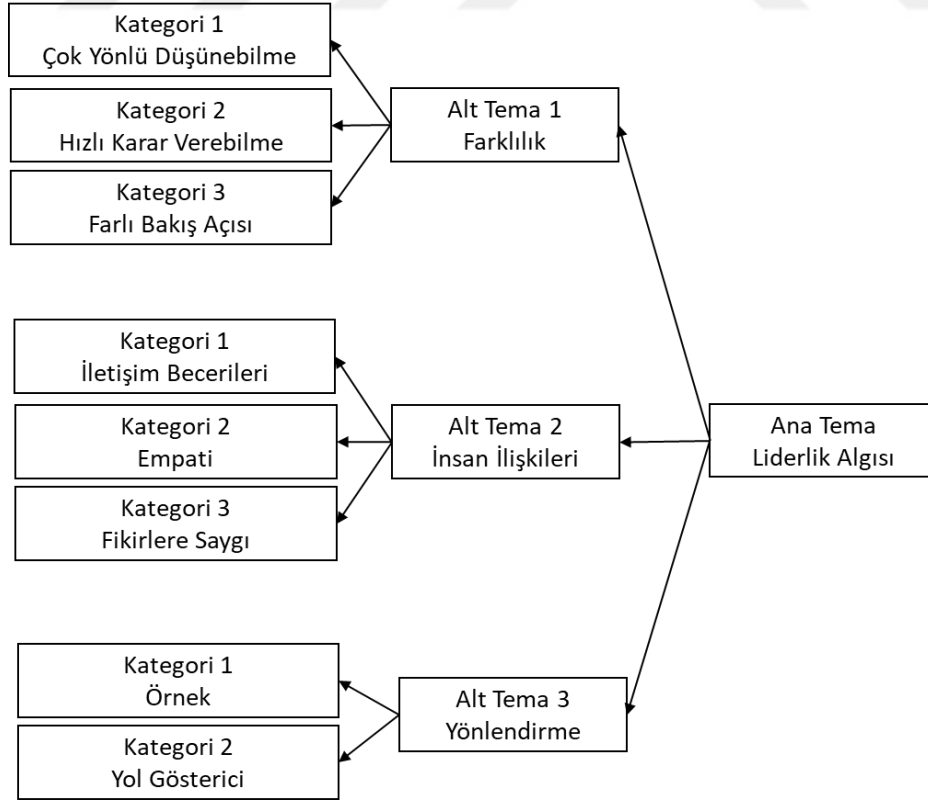 Kategori 1
Çok Yönlü Düşünebilme
Kategori 2
Hızlı Karar Verebilme
Kategori 3
Farlı Bakış Açısı
Alt Tema 1
Farklılık
Kategori 1
İletişim Becerileri
Kategori 2
Empati
Kategori 3
Fikirlere Saygı
Alt Tema 2
İnsan İlişkileri
Ana Tema
Liderlik Algısı
Kategori 1
Örnek
Kategori 2
Yol Gösterici
Alt Tema 3
Yönlendirme